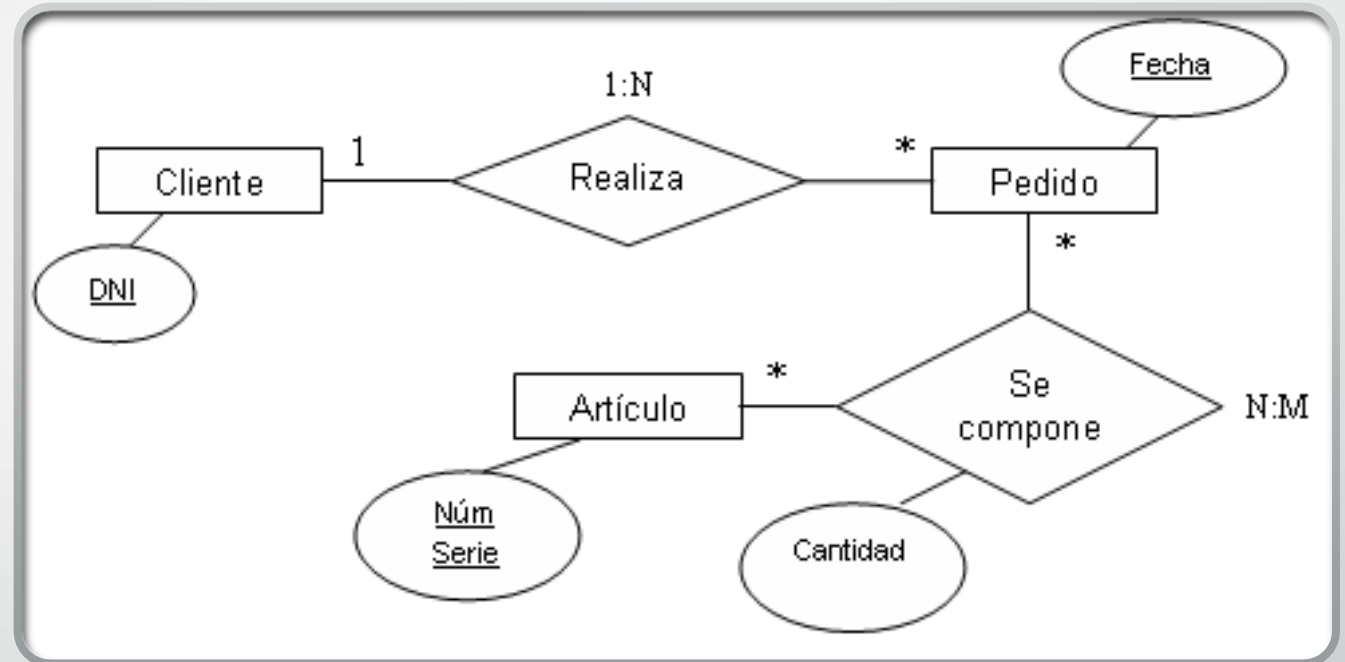 Fecha
1:N
Cliente
1
Realiza
*
Pedido
*
DNI
Artículo
*
Se
compone
N:M
Núm
Serie
Cantidad